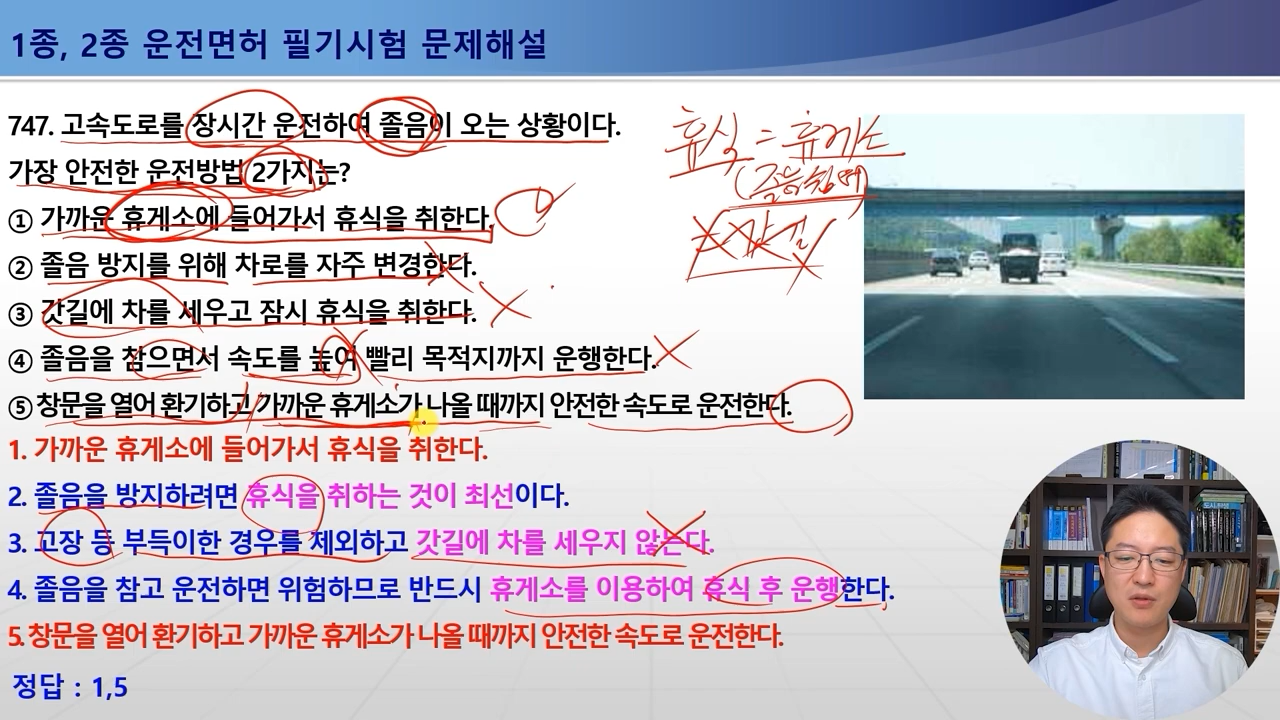 1종, 2종 운전면허 필기시험 문제해설
747. 고속도로를 장시간 운전하여 졸음이 오는 상황이다.
가장 안전한 운전방법 2가지는?
① 가까운 휴게소에 들어가서 휴식을 취한다.
② 졸음 방지를 위해 차로를 자주 변경한다.
③ 갓길에 차를 세우고 잠시 휴식을 취한다.
④ 졸음을 참으면서 속도를 높여 빨리 목적지까지 운행한다.
⑤ 창문을 열어 환기하고 가까운 휴게소가 나올 때까지 안전한 속도로 운전한다.
휴식 = 휴게소
(졸음쉼터)
갓길
1. 가까운 휴게소에 들어가서 휴식을 취한다.
2. 졸음을 방지하려면 휴식을 취하는 것이 최선이다.
3. 고장 등 부득이한 경우를 제외하고 갓길에 차를 세우지 않는다.
4. 졸음을 참고 운전하면 위험하므로 반드시 휴게소를 이용하여 휴식 후 운행한다.
5. 창문을 열어 환기하고 가까운 휴게소가 나올 때까지 안전한 속도로 운전한다.
정답 : 1,5